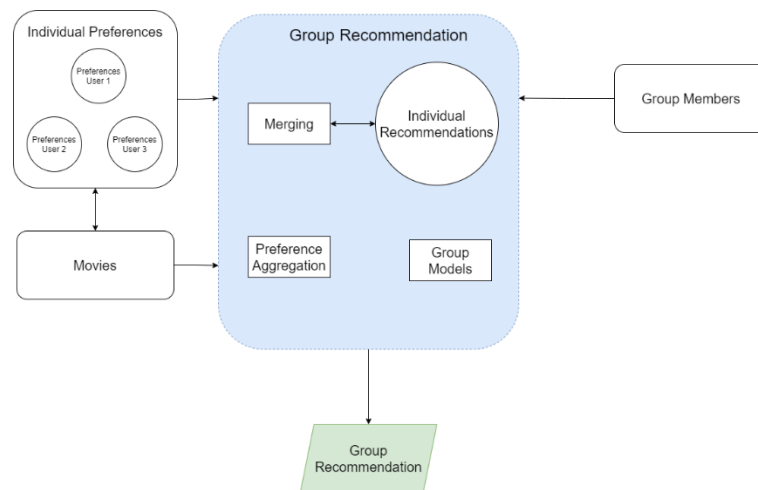 Individual Preferences
Preferences
User 1
Preferences
User 2
Preferences
User 3
Movies
Group Recommendation
Merging
Individual
Recommendations
Preference
Aggregation
Group
Models
Group Members
Group
Recommendation